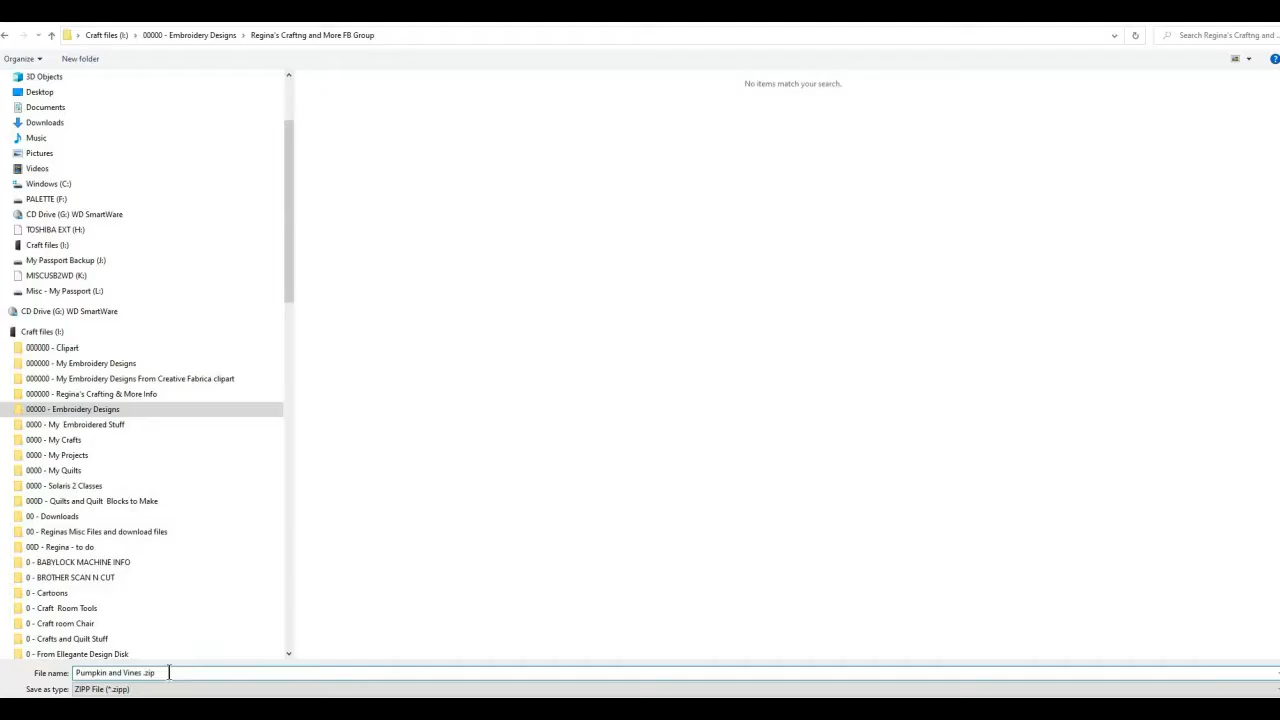 Craft files (I:) › 00000 - Embroidery Designs › Regina's Craftng and More FB Group
Search Regina's Craftng and ...
Organize
New folder
3D Objects
Desktop
Documents
Downloads
Music
Pictures
Videos
Windows (C:)
PALETTE (F:)
CD Drive (G:) WD SmartWare
TOSHIBA EXT (H:)
Craft files (I:)
My Passport Backup (J:)
MISCUSB2WD (K:)
Misc - My Passport (L:)
CD Drive (G:) WD SmartWare
Craft files (I:)
000000 - Clipart
000000 - My Embroidery Designs
000000 - My Embroidery Designs From Creative Fabrica clipart
000000 - Regina's Crafting & More Info
00000 - Embroidery Designs
0000 - My  Embroidered Stuff
0000 - My Crafts
0000 - My Projects
0000 - My Quilts
0000 - Solaris 2 Classes
000D - Quilts and Quilt  Blocks to Make
00 - Downloads
00 - Reginas Misc Files and download files
00D - Regina - to do
0 - BABYLOCK MACHINE INFO
0 - BROTHER SCAN N CUT
0 - Cartoons
0 - Craft  Room Tools
0 - Craft room Chair
0 - Crafts and Quilt Stuff
0 - From Ellegante Design Disk
No items match your search.
File name: Pumpkin and Vines .zip
Save as type: ZIPP File (*.zipp)